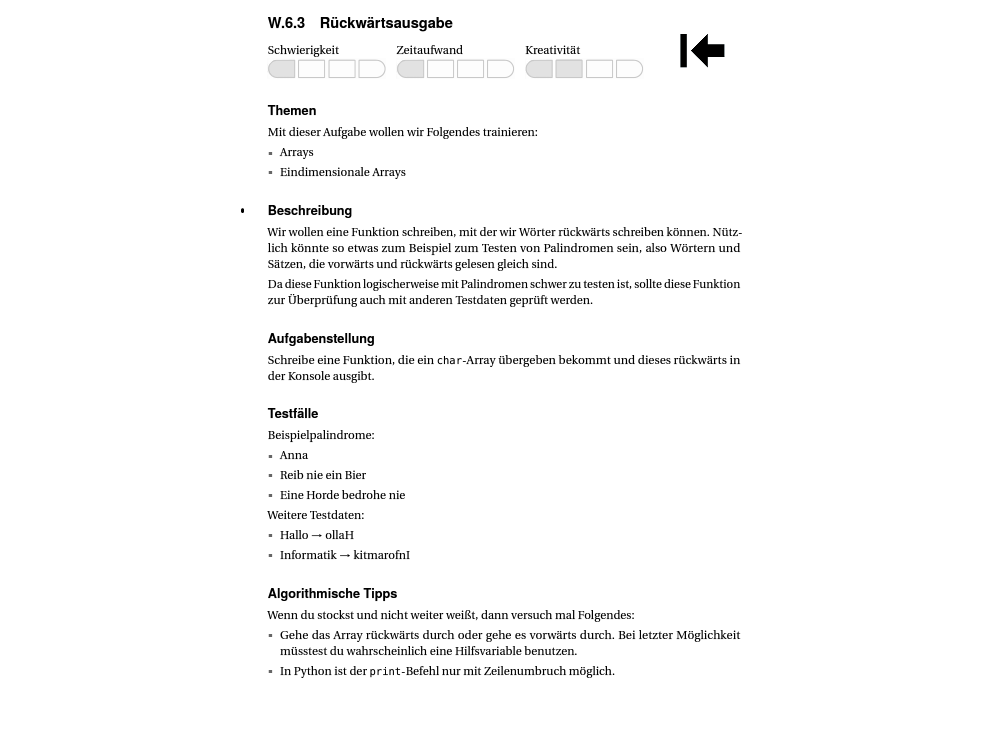 W.6.3 Rückwärtsausgabe
Schwierigkeit Zeitaufwand Kreativität
Themen
Mit dieser Aufgabe wollen wir Folgendes trainieren:
▪ Arrays
▪ Eindimensionale Arrays
• Beschreibung
Wir wollen eine Funktion schreiben, mit der wir Wörter rückwärts schreiben können. Nütz-
lich könnte so etwas zum Beispiel zum Testen von Palindromen sein, also Wörtern und
Sätzen, die vorwärts und rückwärts gelesen gleich sind.
Da diese Funktion logischerweise mit Palindromen schwer zu testen ist, sollte diese Funktion
zur Überprüfung auch mit anderen Testdaten geprüft werden.
Aufgabenstellung
Schreibe eine Funktion, die ein char-Array übergeben bekommt und dieses rückwärts in
der Konsole ausgibt.
Testfälle
Beispielpalindrome:
▪ Anna
▪ Reib nie ein Bier
▪ Eine Horde bedrohe nie
Weitere Testdaten:
▪ Hallo → ollaH
▪ Informatik → kitmarofnI
Algorithmische Tipps
Wenn du stockst und nicht weiter weißt, dann versuch mal Folgendes:
▪ Gehe das Array rückwärts durch oder gehe es vorwärts durch. Bei letzter Möglichkeit
müsstest du wahrscheinlich eine Hilfsvariable benutzen.
▪ In Python ist der print-Befehl nur mit Zeilenumbruch möglich.